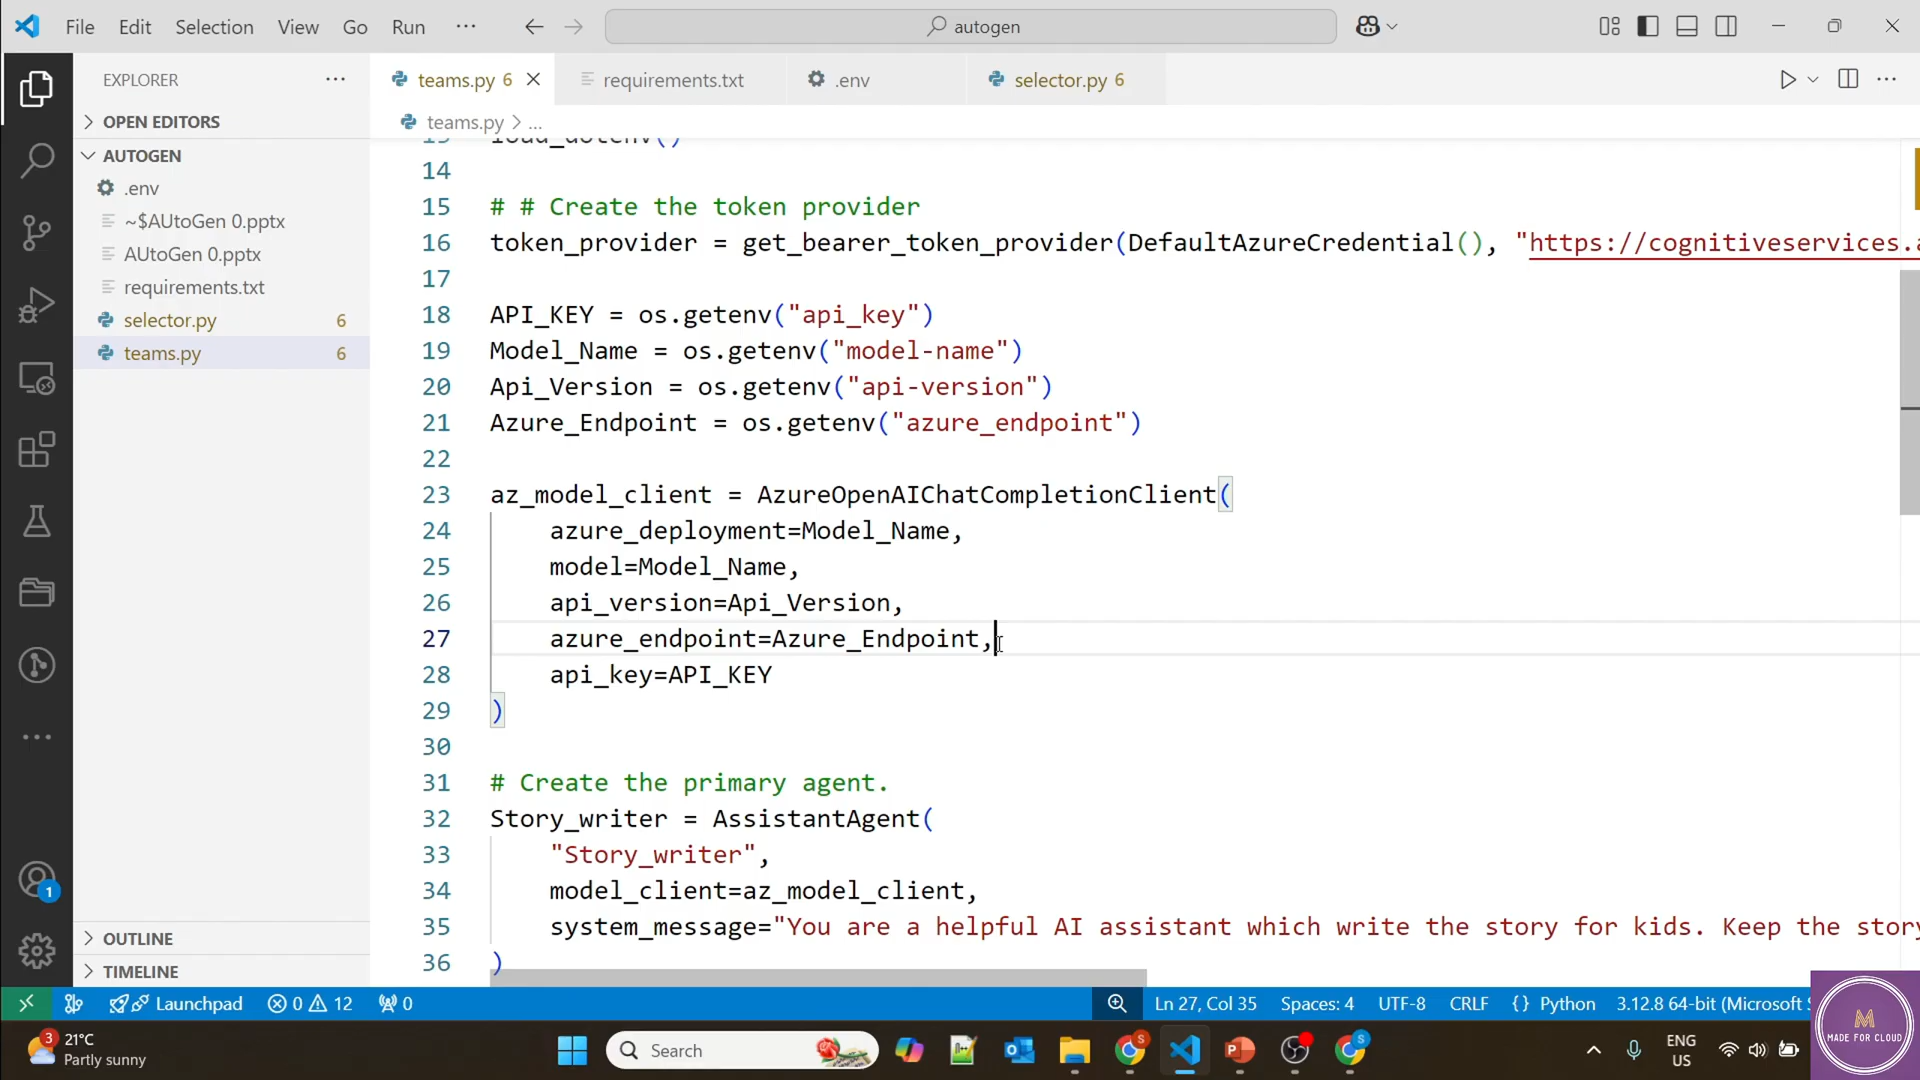 File Edit Selection View Go Run ··· autogen
EXPLORER ···
teams.py 6
requirements.txt
.env
selector.py 6
OPEN EDITORS
teams.py > ...
AUTOGEN
.env
~$AUtoGen 0.pptx
AUtoGen 0.pptx
requirements.txt
selector.py 6
teams.py 6
OUTLINE
TIMELINE
load_dotenv()
14
15 # # Create the token provider
16 token_provider = get_bearer_token_provider(DefaultAzureCredential(), "https://cognitiveservices.a
17
18 API_KEY = os.getenv("api_key")
19 Model_Name = os.getenv("model-name")
20 Api_Version = os.getenv("api-version")
21 Azure_Endpoint = os.getenv("azure_endpoint")
22
23 az_model_client = AzureOpenAIChatCompletionClient(
24 azure_deployment=Model_Name,
25 model=Model_Name,
26 api_version=Api_Version,
27 azure_endpoint=Azure_Endpoint,
28 api_key=API_KEY
29 )
30
31 # Create the primary agent.
32 Story_writer = AssistantAgent(
33 "Story_writer",
34 model_client=az_model_client,
35 system_message="You are a helpful AI assistant which write the story for kids. Keep the story
36 )
1
Launchpad 0 12 0 Ln 27, Col 35 Spaces: 4 UTF-8 CRLF {} Python 3.12.8 64-bit (Microsoft
3
21°C
Partly sunny
Search
ENG
US
M
MADE FOR CLOUD